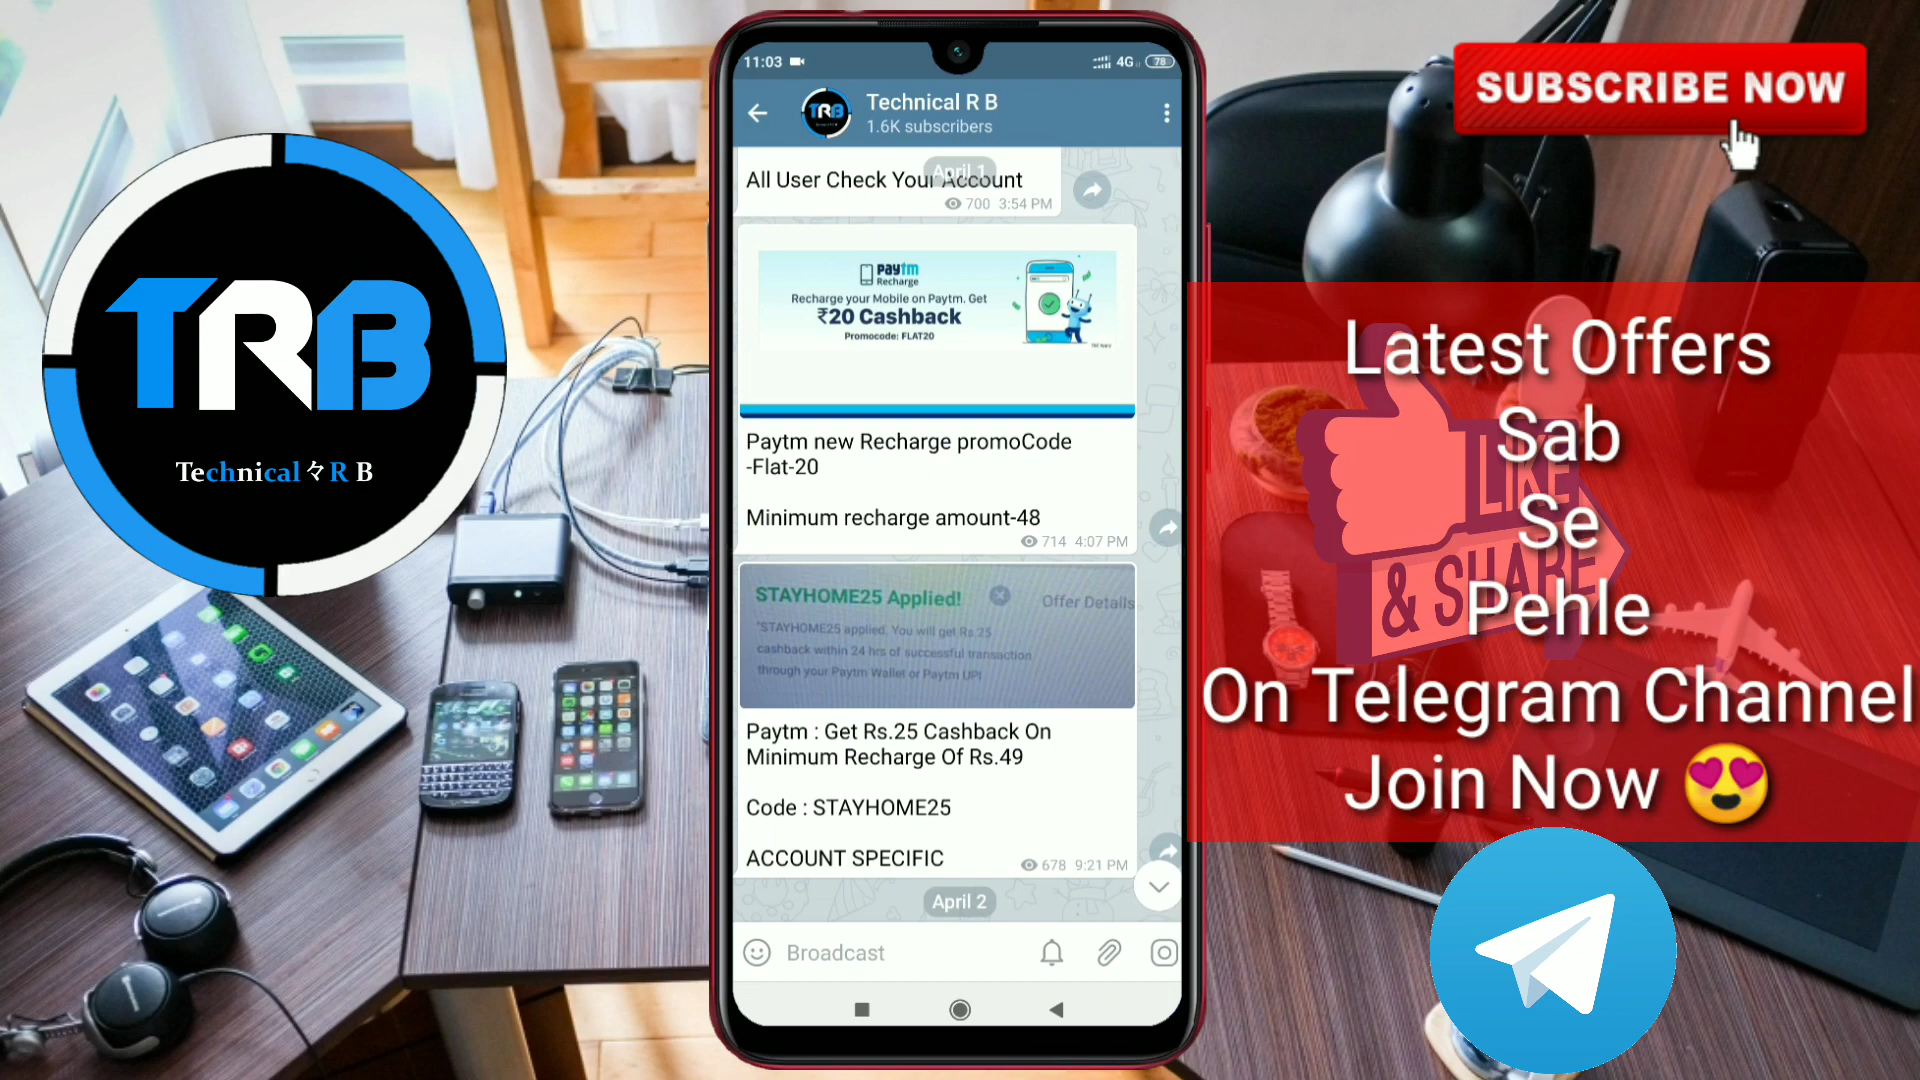 TRB
Technical々R B
11:03
4G
78
TRB
Technical R B
1.6K subscribers
April 1
All User Check Your Account
700 3:54 PM
paytm
Recharge
Recharge your Mobile on Paytm. Get
₹20 Cashback
Promocode: FLAT20
Paytm new Recharge promoCode
-Flat-20
Minimum recharge amount-48
714 4:07 PM
STAYHOME25 Applied!
Offer Details
"STAYHOME25 applied. You will get Rs.25
cashback within 24 hrs of successful transaction
through your Paytm Wallet or Paytm UPI
Paytm : Get Rs.25 Cashback On
Minimum Recharge Of Rs.49
Code : STAYHOME25
ACCOUNT SPECIFIC
678 9:21 PM
April 2
Broadcast
SUBSCRIBE NOW
Latest Offers
Sab
Se
Pehle
On Telegram Channel
Join Now 😍
LIKE
& SHARE